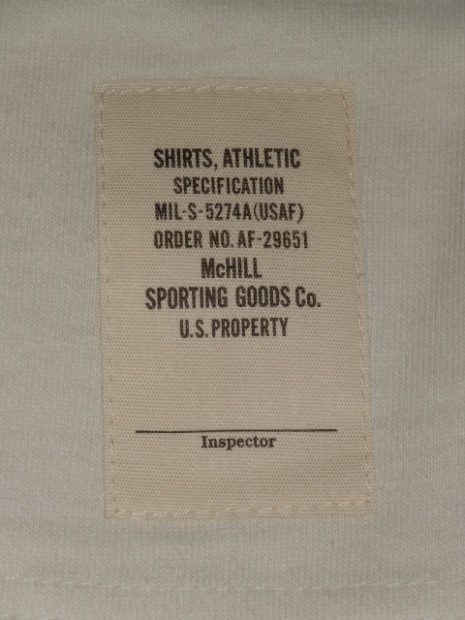 SHIRTS, ATHLETIC
SPECIFICATION
MIL-S-5274A(USAF)
ORDER NO. AF-29651
McHILL
SPORTING GOODS Co.
U.S. PROPERTY
Inspector